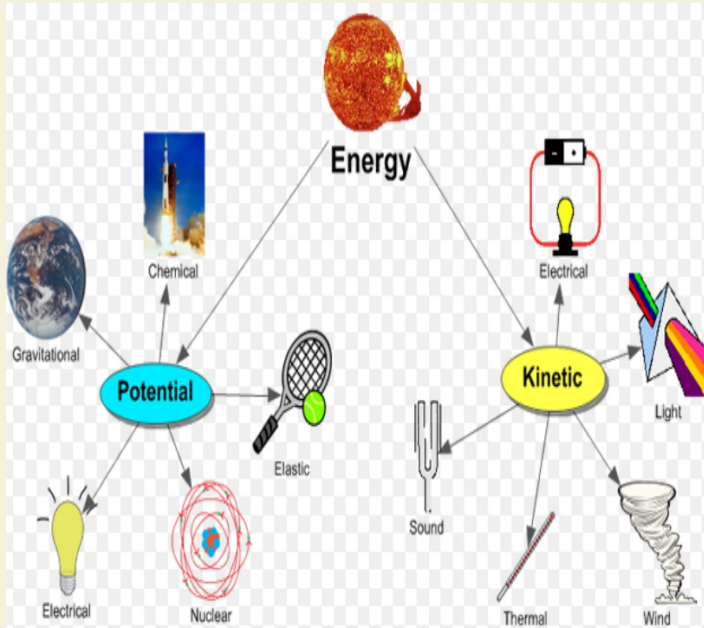 Energy
Chemical
Electrical
Gravitational
Potential
Kinetic
Light
Elastic
Sound
Electrical
Nuclear
Thermal
Wind
- +